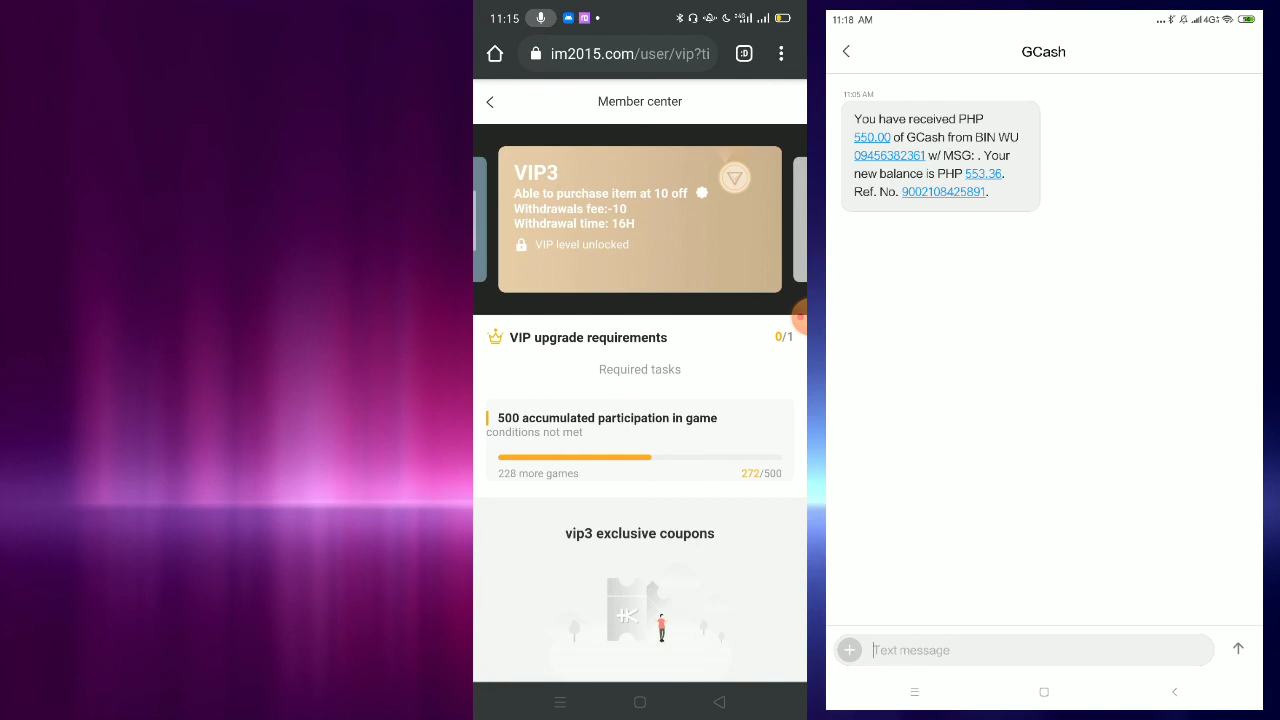 11:15
im2015.com/user/vip?ti
:D
Member center
VIP3
Able to purchase item at 10 off
Withdrawals fee:-10
Withdrawal time: 16H
VIP level unlocked
VIP upgrade requirements
0/1
Required tasks
500 accumulated participation in game
conditions not met
228 more games
272/500
vip3 exclusive coupons
11:18 AM
4G
GCash
11:05 AM
You have received PHP
550.00 of GCash from BIN WU
09456382361 w/ MSG: . Your
new balance is PHP 553.36.
Ref. No. 9002108425891.
Text message